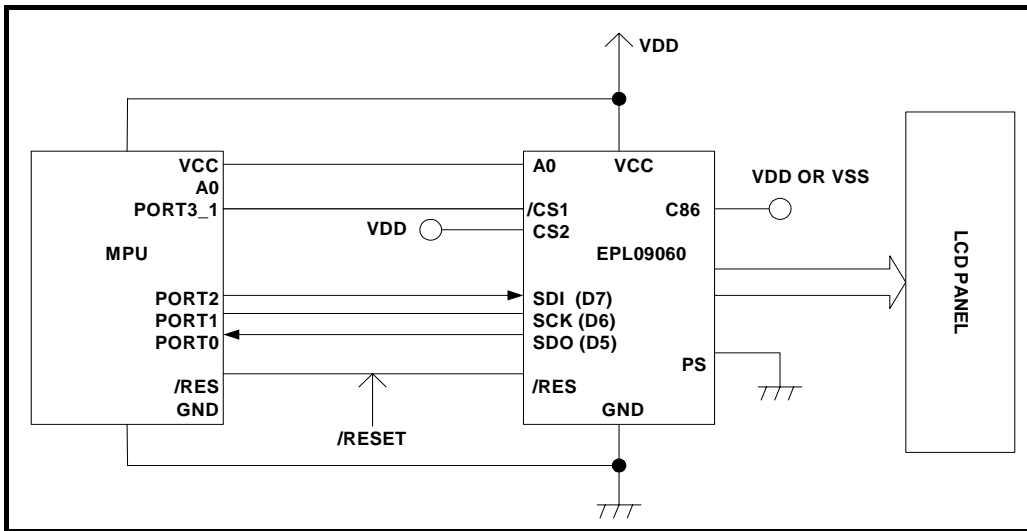 VDD
VCC
A0
PORT3_1
MPU
PORT2
PORT1
PORT0
/RES
GND
/RESET
VDD
A0
VCC
/CS1
CS2
C86
EPL09060
SDI (D7)
SCK (D6)
SDO (D5)
PS
/RES
GND
VDD OR VSS
LCD PANEL